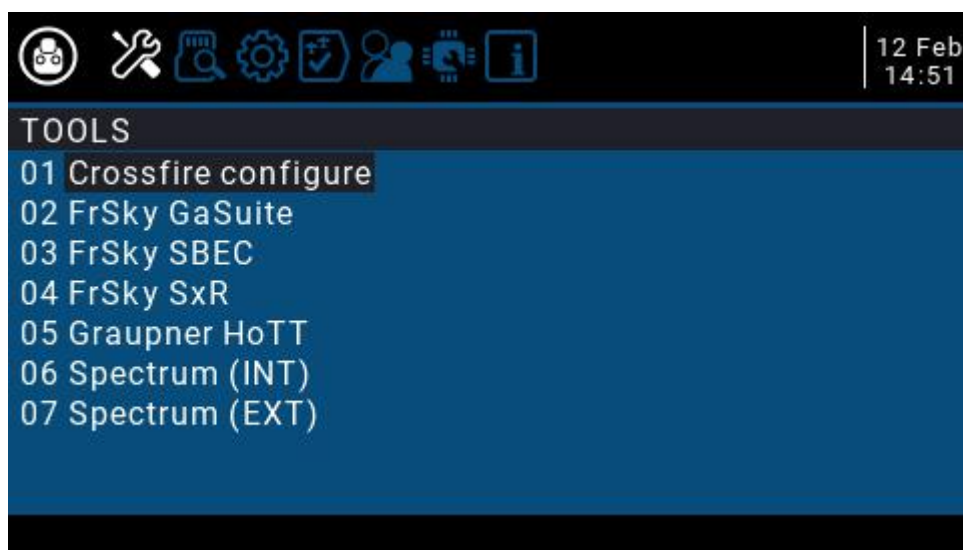 12 Feb
14:51
TOOLS
01 Crossfire configure
02 FrSky GaSuite
03 FrSky SBEC
04 FrSky SxR
05 Graupner HoTT
06 Spectrum (INT)
07 Spectrum (EXT)